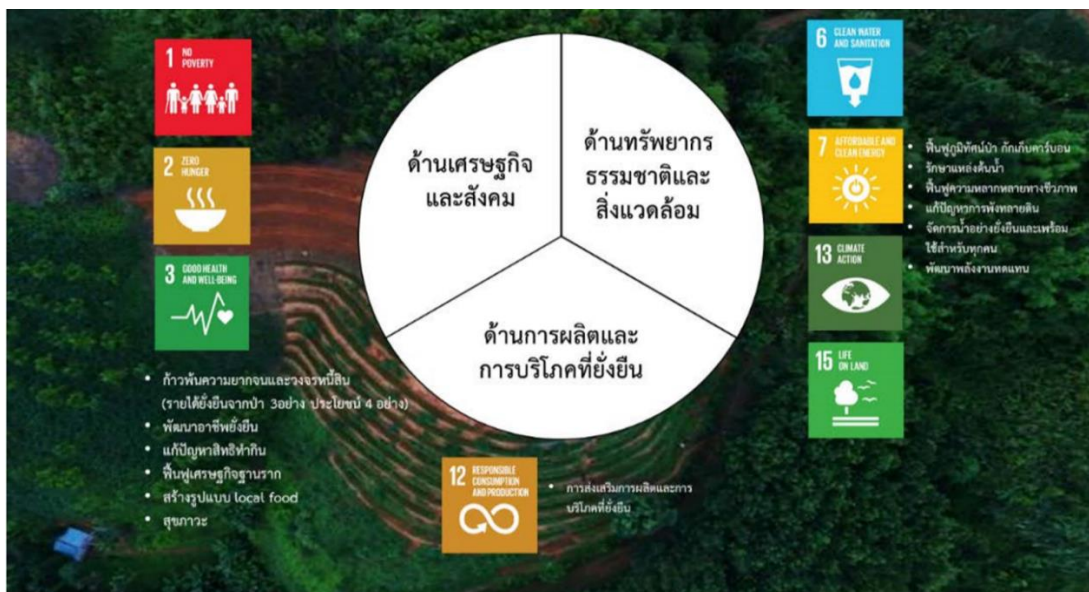 1 NO
POVERTY
2 ZERO
HUNGER
3 GOOD HEALTH
AND WELL-BEING
ด้านเศรษฐกิจ
และสังคม
ด้านทรัพยากร
ธรรมชาติและ
สิ่งแวดล้อม
ด้านการผลิตและ
การบริโภคที่ยั่งยืน
6 CLEAN WATER
AND SANITATION
7 AFFORDABLE AND
CLEAN ENERGY
13 CLIMATE
ACTION
15 LIFE
ON LAND
• ฟื้นฟูภูมิทัศน์ป่า กักเก็บคาร์บอน
• รักษาแหล่งต้นน้ำ
• ฟื้นฟูความหลากหลายทางชีวภาพ
• แก้ปัญหาการพังทลายดิน
• จัดการน้ำอย่างยั่งยืนและเพร้อม
ใช้สำหรับทุกคน
• พัฒนาพลังงานทดแทน
• ก้าวพ้นความยากจนและวงจรหนี้สิน
(รายได้ยั่งยืนจากป่า 3อย่าง ประโยชน์ 4 อย่าง)
• พัฒนาอาชีพยั่งยืน
• แก้ปัญหาสิทธิทำกิน
• ฟื้นฟูเศรษฐกิจฐานราก
• สร้างรูปแบบ local food
• สุขภาวะ
12 RESPONSIBLE
CONSUMPTION
AND PRODUCTION
• การส่งเสริมการผลิตและการ
บริโภคที่ยั่งยืน